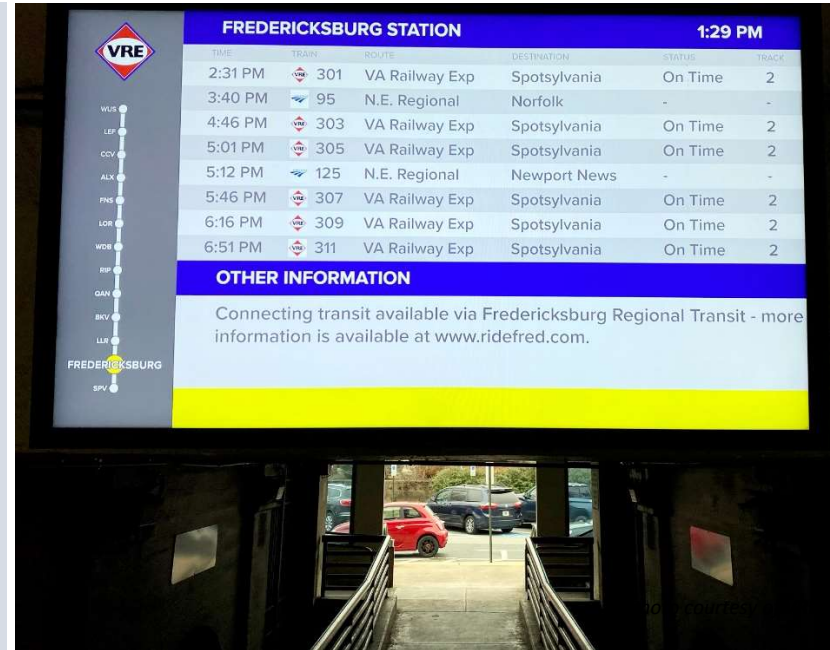 VRE
FREDERICKSBURG STATION 1:29 PM
TIME TRAIN ROUTE DESTINATION STATUS TRACK
2:31 PM VRE 301 VA Railway Exp Spotsylvania On Time 2
3:40 PM 95 N.E. Regional Norfolk - -
4:46 PM VRE 303 VA Railway Exp Spotsylvania On Time 2
5:01 PM VRE 305 VA Railway Exp Spotsylvania On Time 2
5:12 PM 125 N.E. Regional Newport News - -
5:46 PM VRE 307 VA Railway Exp Spotsylvania On Time 2
6:16 PM VRE 309 VA Railway Exp Spotsylvania On Time 2
6:51 PM VRE 311 VA Railway Exp Spotsylvania On Time 2
OTHER INFORMATION
Connecting transit available via Fredericksburg Regional Transit - more
information is available at www.ridefred.com.
WUS
LEF
CCV
ALX
FNS
LOR
WDB
RIP
QAN
BKV
LLR
FREDERICKSBURG
SPV
courtesy